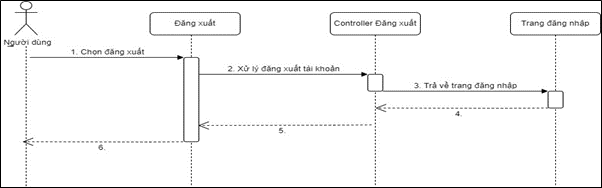 Đăng xuất
Controller Đăng xuất
Trang đăng nhập
Người dùng
1. Chọn đăng xuất
2. Xử lý đăng xuất tài khoản
3. Trả về trang đăng nhập
4.
5.
6.